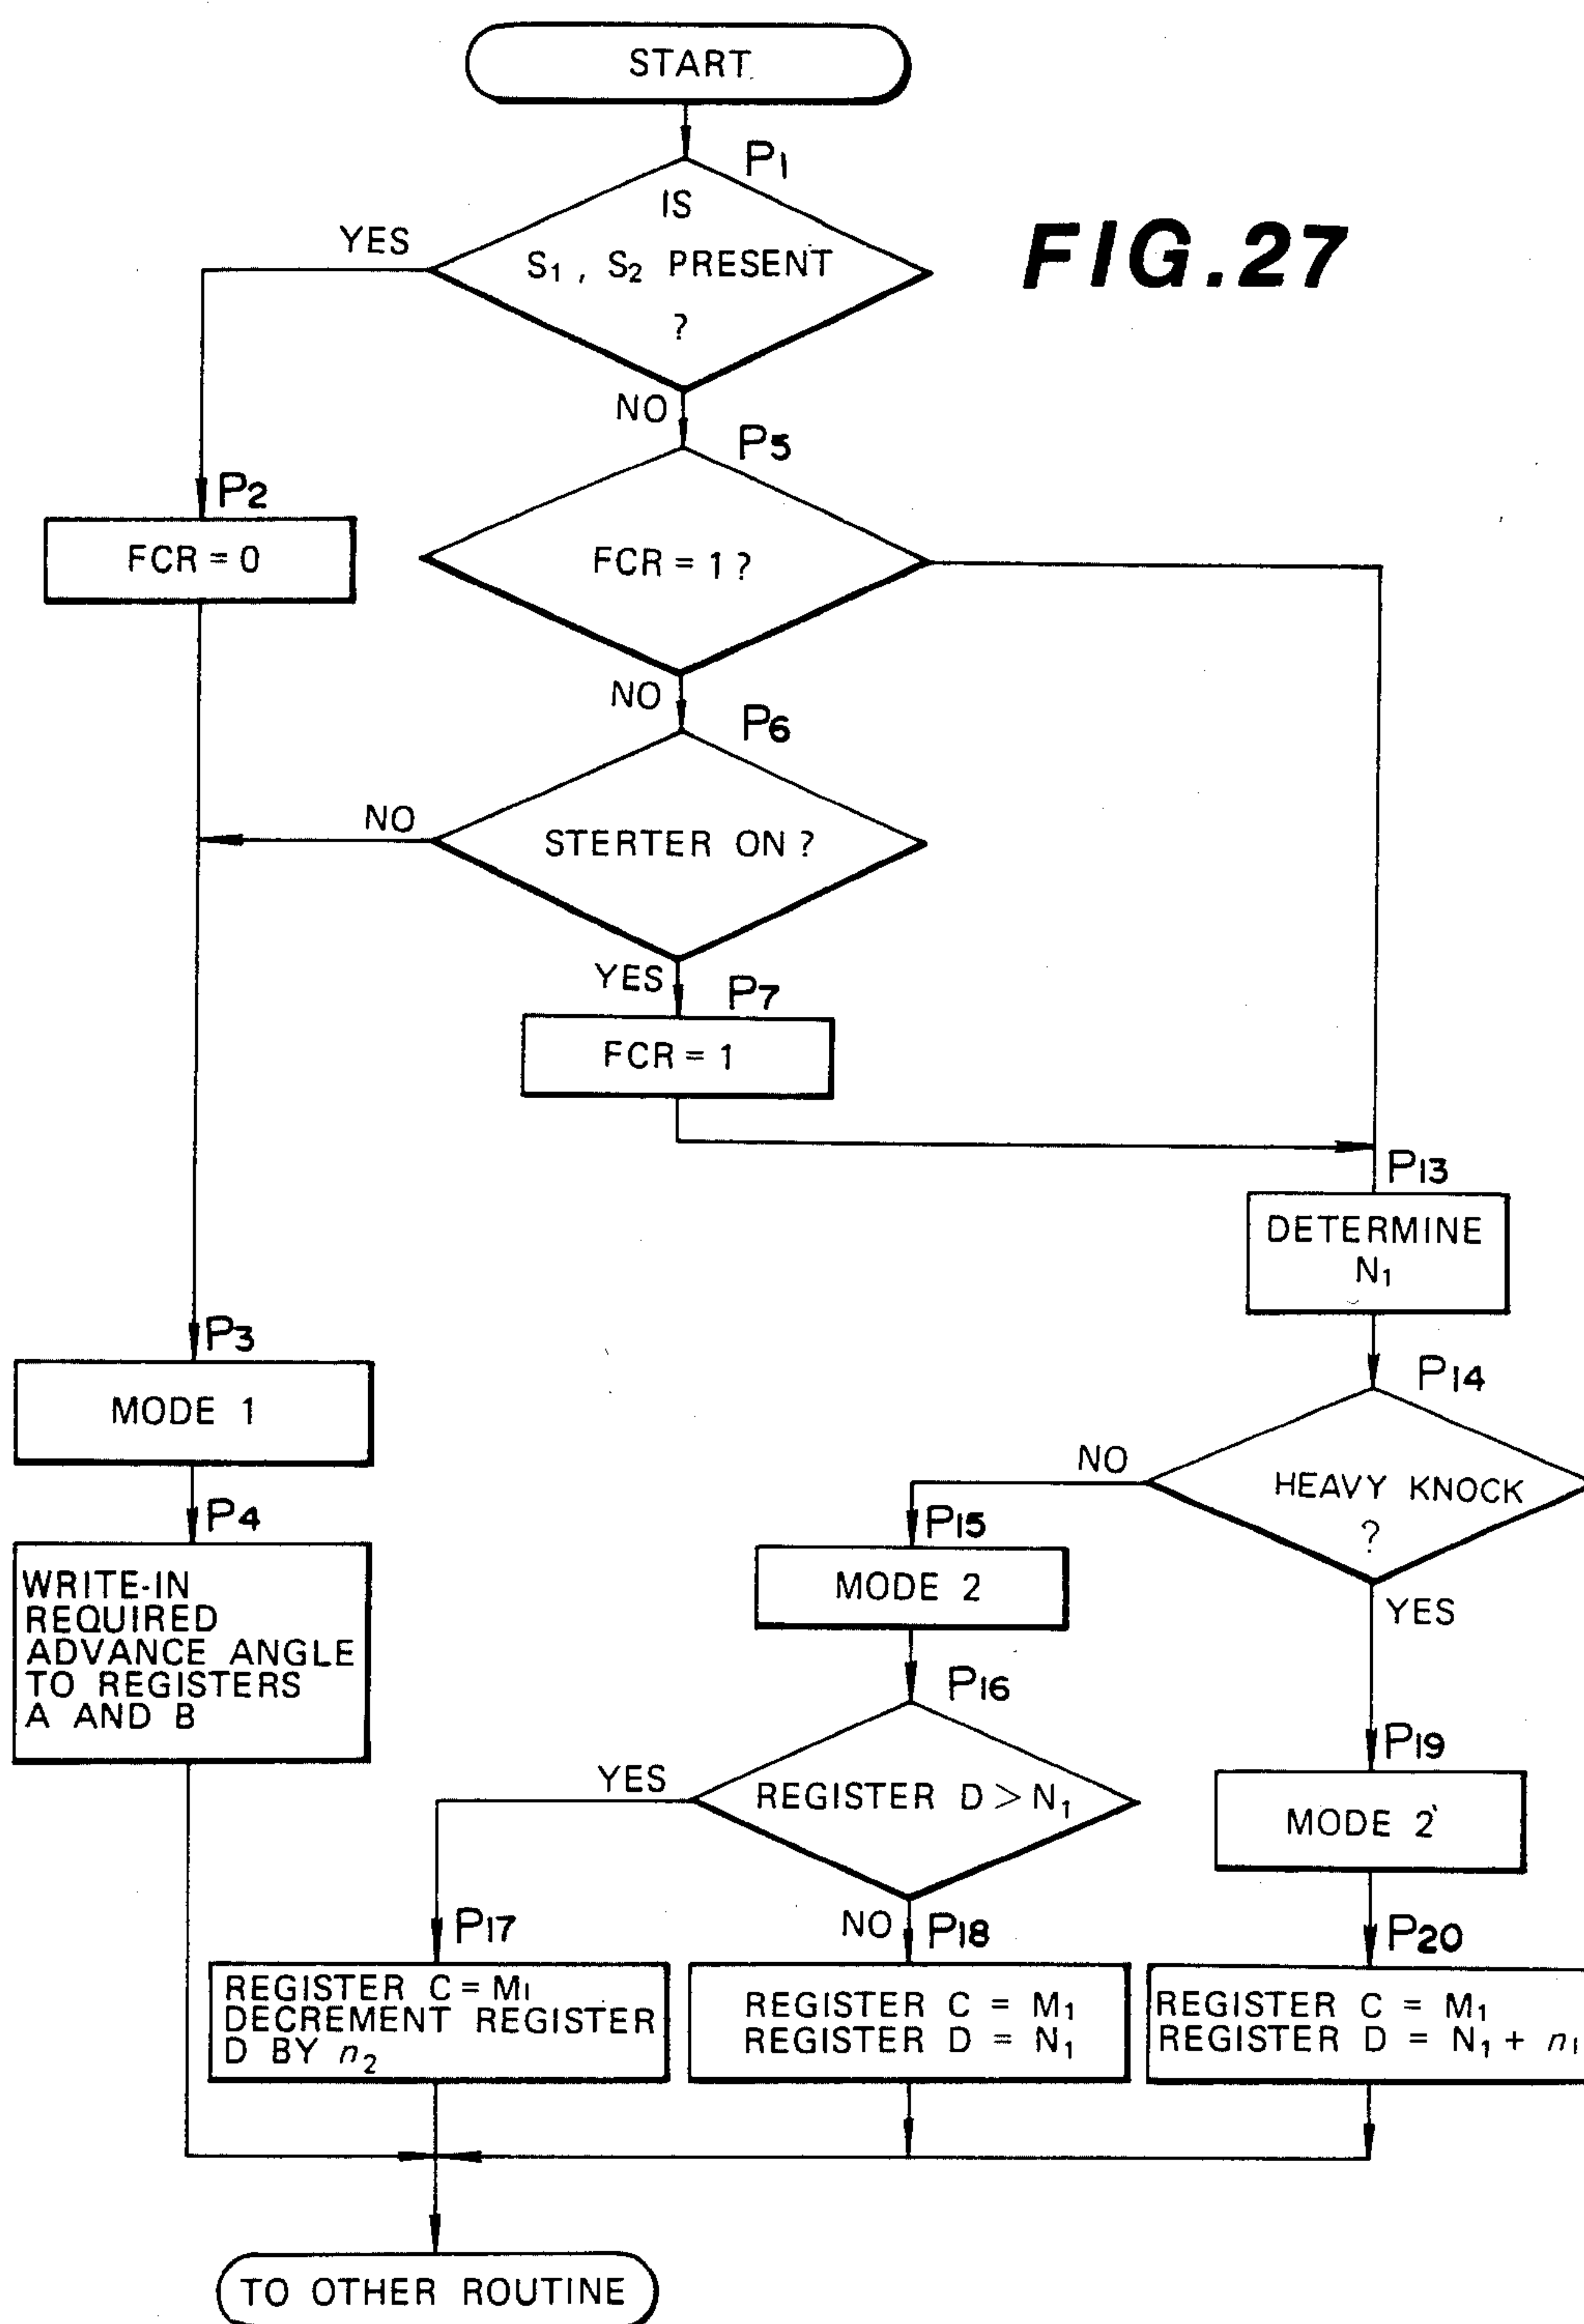 START
P1
IS
S1, S2 PRESENT
?
YES
FIG.27
NO
P5
P2
FCR = 0
FCR = 1 ?
NO
P6
NO
STERTER ON ?
YES
P7
FCR = 1
P13
DETERMINE
N1
P3
MODE 1
P14
NO
HEAVY KNOCK
?
P4
P15
WRITE-IN
REQUIRED
ADVANCE ANGLE
TO REGISTERS
A AND B
MODE 2
YES
P16
YES
REGISTER D > N1
P19
MODE 2'
P17
NO
P18
P20
REGISTER C = M1
DECREMENT REGISTER
D BY n2
REGISTER C = M1
REGISTER D = N1
REGISTER C = M1
REGISTER D = N1 + n1
TO OTHER ROUTINE